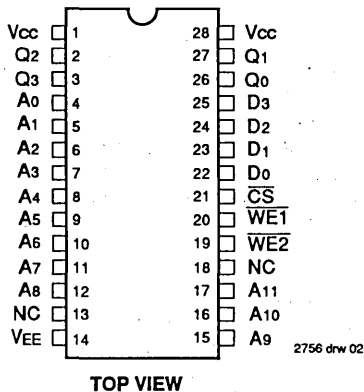 Vcc 1 28 Vcc
Q2 2 27 Q1
Q3 3 26 Q0
A0 4 25 D3
A1 5 24 D2
A2 6 23 D1
A3 7 22 D0
A4 8 21 C̅S̅
A5 9 20 W̅E̅1̅
A6 10 19 W̅E̅2̅
A7 11 18 NC
A8 12 17 A11
NC 13 16 A10
VEE 14 15 A9
2756 drw 02
TOP VIEW